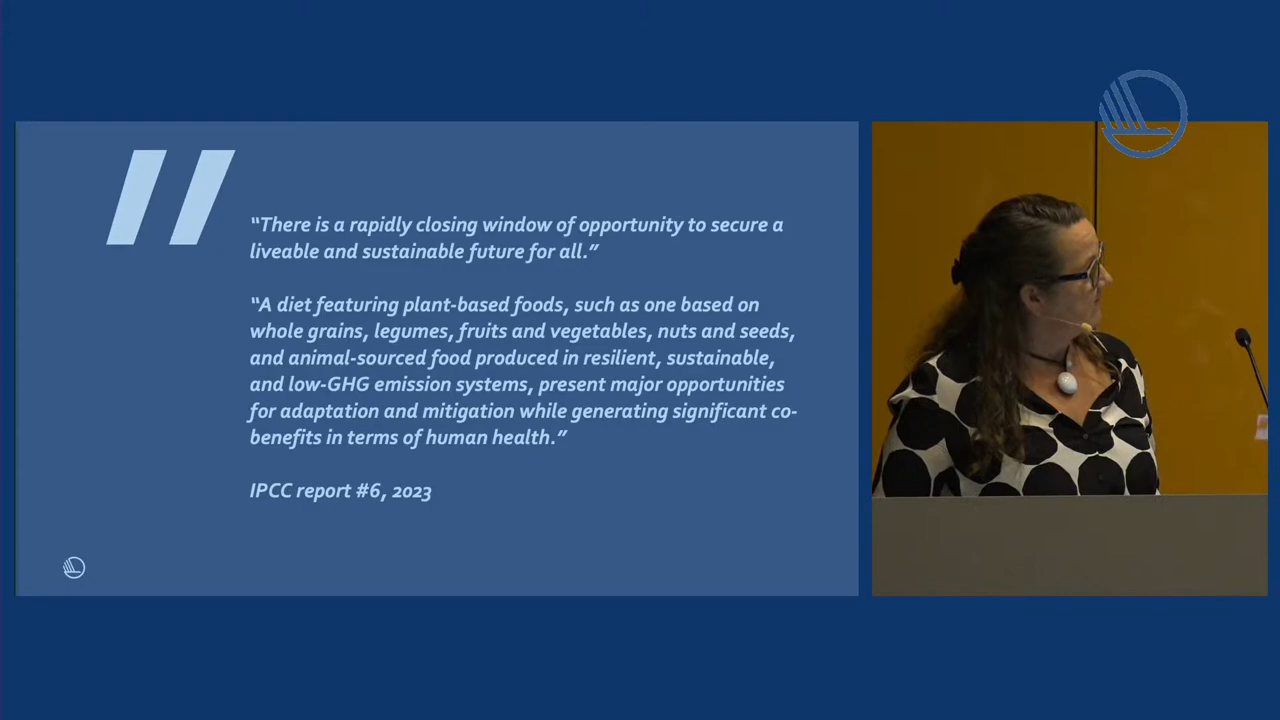 “There is a rapidly closing window of opportunity to secure a
liveable and sustainable future for all.”
“A diet featuring plant-based foods, such as one based on
whole grains, legumes, fruits and vegetables, nuts and seeds,
and animal-sourced food produced in resilient, sustainable,
and low-GHG emission systems, present major opportunities
for adaptation and mitigation while generating significant co-
benefits in terms of human health.”
IPCC report #6, 2023